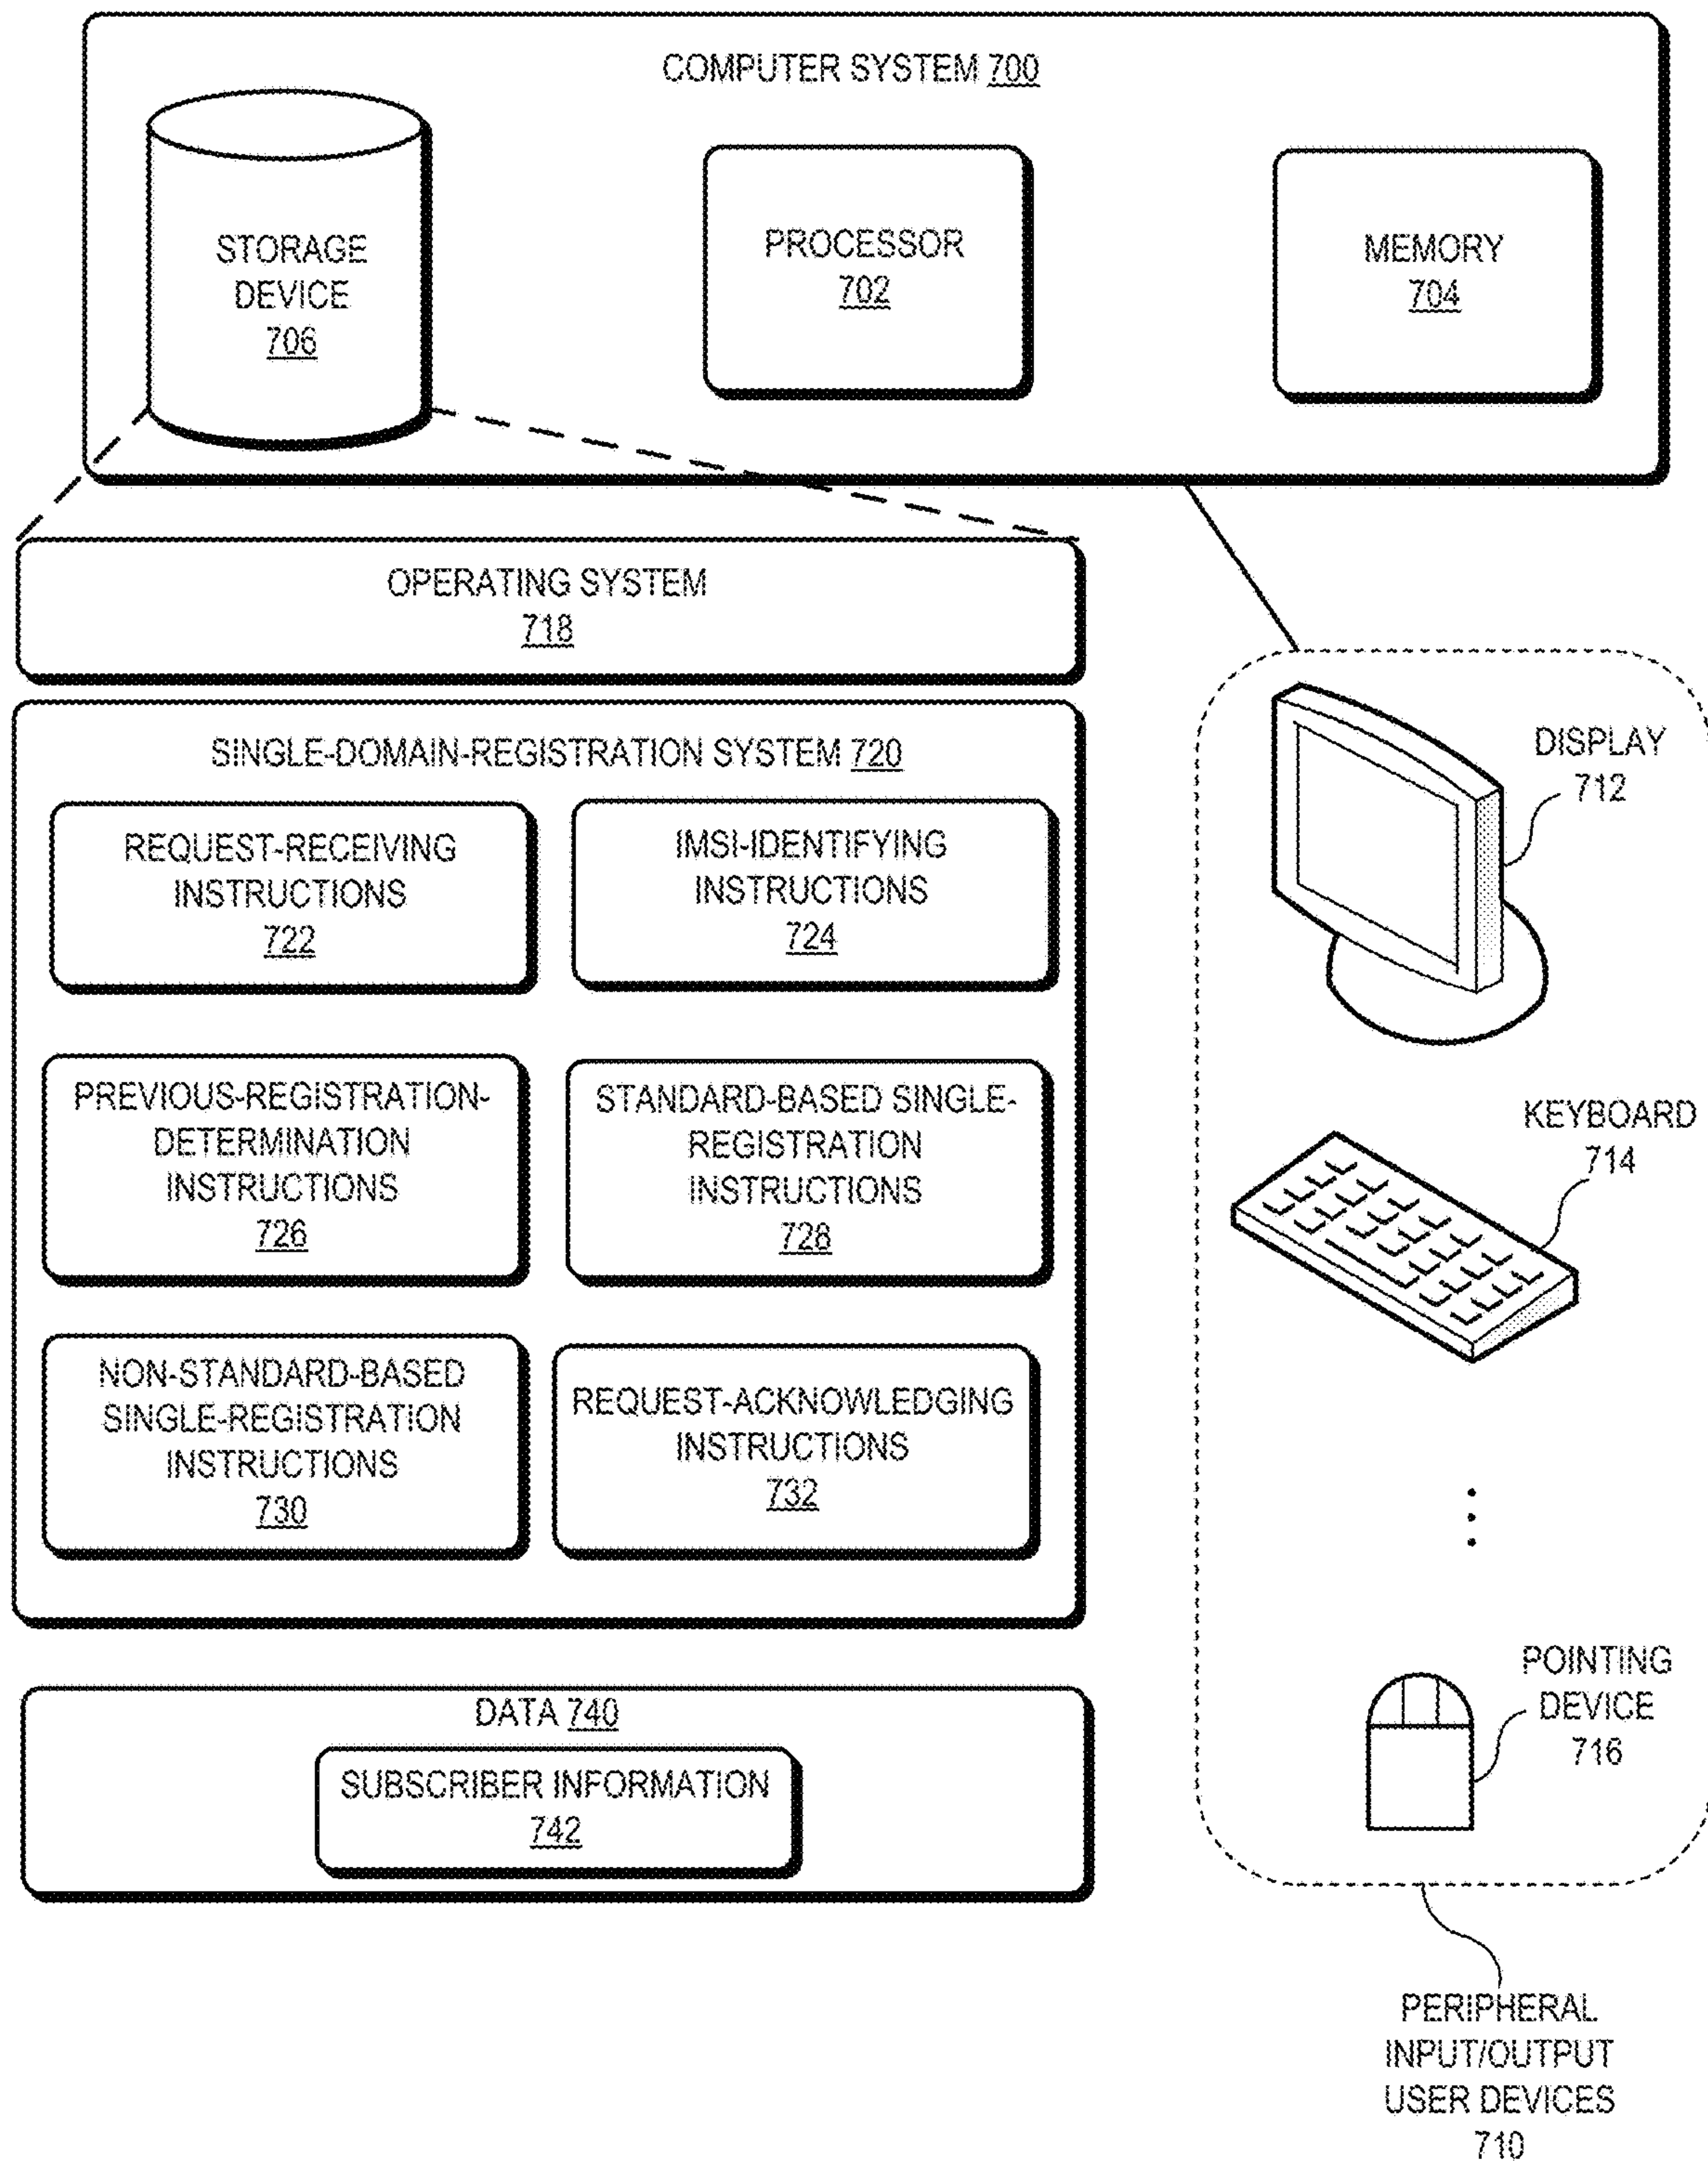 COMPUTER SYSTEM 700
STORAGE
DEVICE
706
PROCESSOR
702
MEMORY
704
OPERATING SYSTEM
718
SINGLE-DOMAIN-REGISTRATION SYSTEM 720
REQUEST-RECEIVING
INSTRUCTIONS
722
IMSI-IDENTIFYING
INSTRUCTIONS
724
PREVIOUS-REGISTRATION-
DETERMINATION
INSTRUCTIONS
726
STANDARD-BASED SINGLE-
REGISTRATION
INSTRUCTIONS
728
NON-STANDARD-BASED
SINGLE-REGISTRATION
INSTRUCTIONS
730
REQUEST-ACKNOWLEDGING
INSTRUCTIONS
732
DATA 740
SUBSCRIBER INFORMATION
742
DISPLAY
712
KEYBOARD
714
POINTING
DEVICE
716
PERIPHERAL
INPUT/OUTPUT
USER DEVICES
710